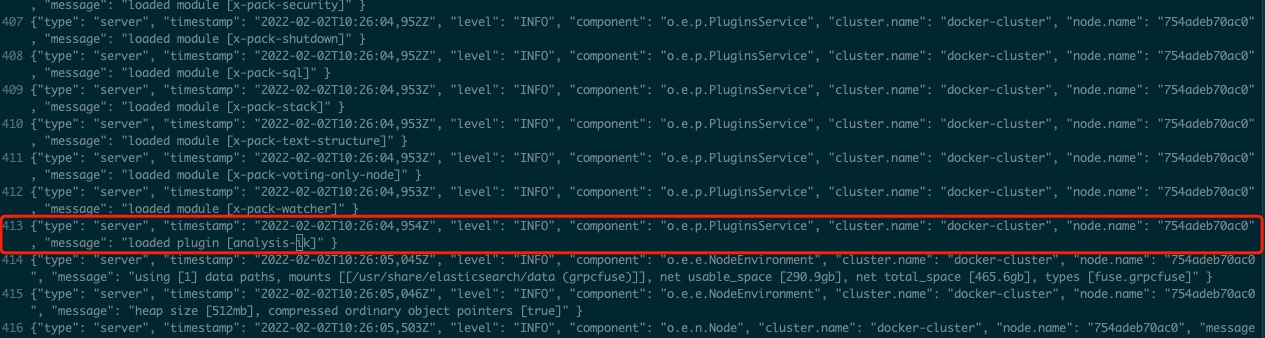 , "message": "loaded module [x-pack-security]" }
407 {"type": "server", "timestamp": "2022-02-02T10:26:04,952Z", "level": "INFO", "component": "o.e.p.PluginsService", "cluster.name": "docker-cluster", "node.name": "754adeb70ac0"
, "message": "loaded module [x-pack-shutdown]" }
408 {"type": "server", "timestamp": "2022-02-02T10:26:04,952Z", "level": "INFO", "component": "o.e.p.PluginsService", "cluster.name": "docker-cluster", "node.name": "754adeb70ac0"
, "message": "loaded module [x-pack-sql]" }
409 {"type": "server", "timestamp": "2022-02-02T10:26:04,953Z", "level": "INFO", "component": "o.e.p.PluginsService", "cluster.name": "docker-cluster", "node.name": "754adeb70ac0"
, "message": "loaded module [x-pack-stack]" }
410 {"type": "server", "timestamp": "2022-02-02T10:26:04,953Z", "level": "INFO", "component": "o.e.p.PluginsService", "cluster.name": "docker-cluster", "node.name": "754adeb70ac0"
, "message": "loaded module [x-pack-text-structure]" }
411 {"type": "server", "timestamp": "2022-02-02T10:26:04,953Z", "level": "INFO", "component": "o.e.p.PluginsService", "cluster.name": "docker-cluster", "node.name": "754adeb70ac0"
, "message": "loaded module [x-pack-voting-only-node]" }
412 {"type": "server", "timestamp": "2022-02-02T10:26:04,953Z", "level": "INFO", "component": "o.e.p.PluginsService", "cluster.name": "docker-cluster", "node.name": "754adeb70ac0"
, "message": "loaded module [x-pack-watcher]" }
413 {"type": "server", "timestamp": "2022-02-02T10:26:04,954Z", "level": "INFO", "component": "o.e.p.PluginsService", "cluster.name": "docker-cluster", "node.name": "754adeb70ac0"
, "message": "loaded plugin [analysis-ik]" }
414 {"type": "server", "timestamp": "2022-02-02T10:26:05,045Z", "level": "INFO", "component": "o.e.e.NodeEnvironment", "cluster.name": "docker-cluster", "node.name": "754adeb70ac0
", "message": "using [1] data paths, mounts [[/usr/share/elasticsearch/data (grpcfuse)]], net usable_space [290.9gb], net total_space [465.6gb], types [fuse.grpcfuse]" }
415 {"type": "server", "timestamp": "2022-02-02T10:26:05,046Z", "level": "INFO", "component": "o.e.e.NodeEnvironment", "cluster.name": "docker-cluster", "node.name": "754adeb70ac0
", "message": "heap size [512mb], compressed ordinary object pointers [true]" }
416 {"type": "server", "timestamp": "2022-02-02T10:26:05,503Z", "level": "INFO", "component": "o.e.n.Node", "cluster.name": "docker-cluster", "node.name": "754adeb70ac0", "message